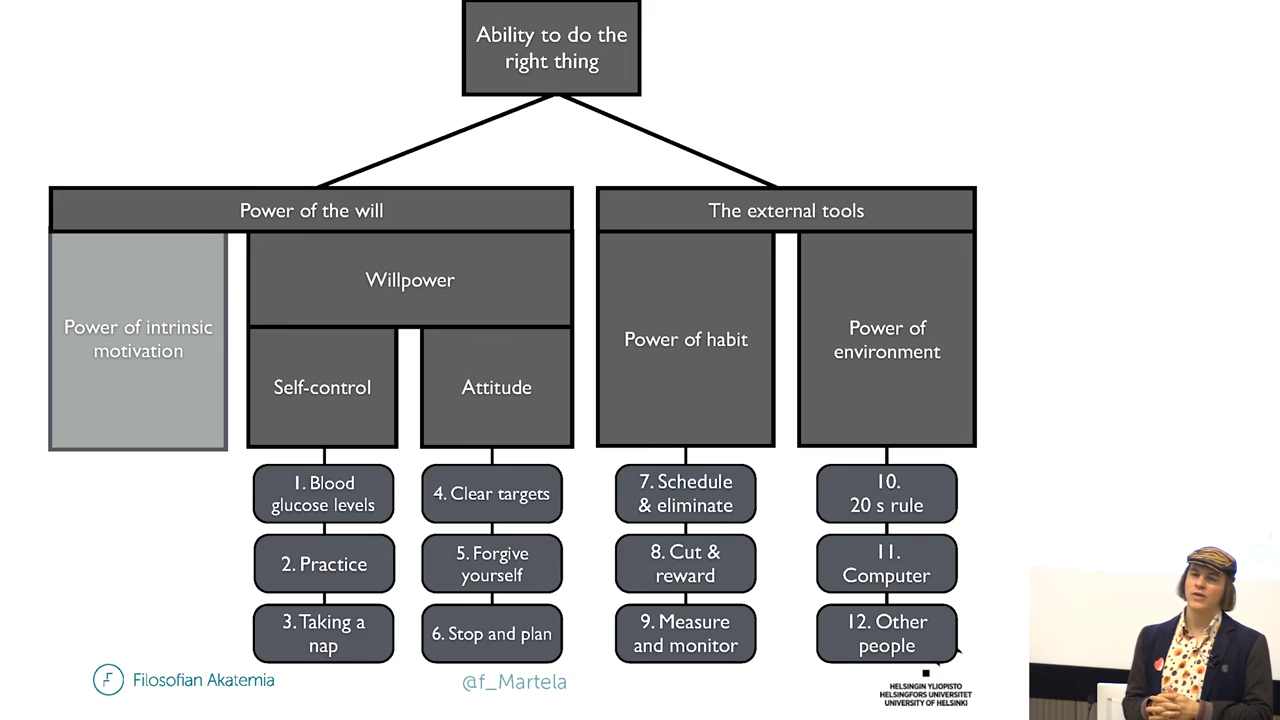 Ability to do the
right thing
Power of the will
The external tools
Power of intrinsic
motivation
Willpower
Self-control
Attitude
Power of habit
Power of
environment
1. Blood
glucose levels
2. Practice
3. Taking a
nap
4. Clear targets
5. Forgive
yourself
6. Stop and plan
7. Schedule
& eliminate
8. Cut &
reward
9. Measure
and monitor
10.
20 s rule
11.
Computer
12. Other
people
Filosofian Akatemia
@f_Martela
HELSINGIN YLIOPISTO
HELSINGFORS UNIVERSITET
UNIVERSITY OF HELSINKI